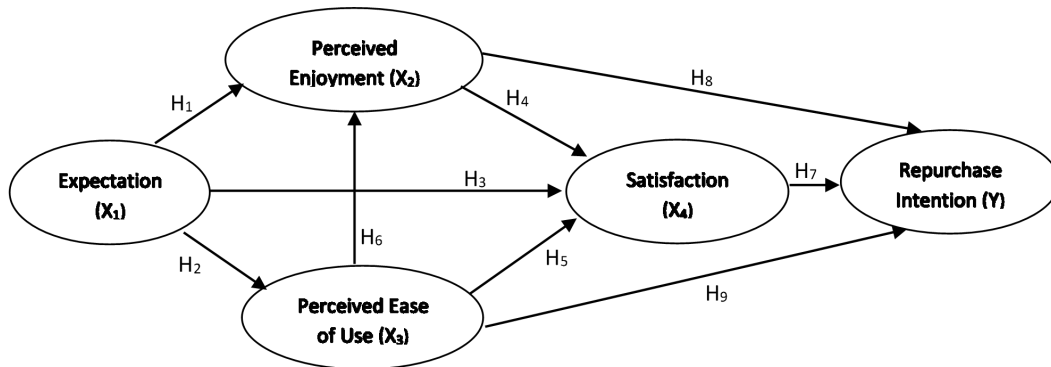 Perceived
Enjoyment (X₂)
H₈
H₁
H₄
Expectation
(X₁)
H₃
Satisfaction
(X₄)
H₇
Repurchase
Intention (Y)
H₆
H₂
H₅
H₉
Perceived Ease
of Use (X₃)